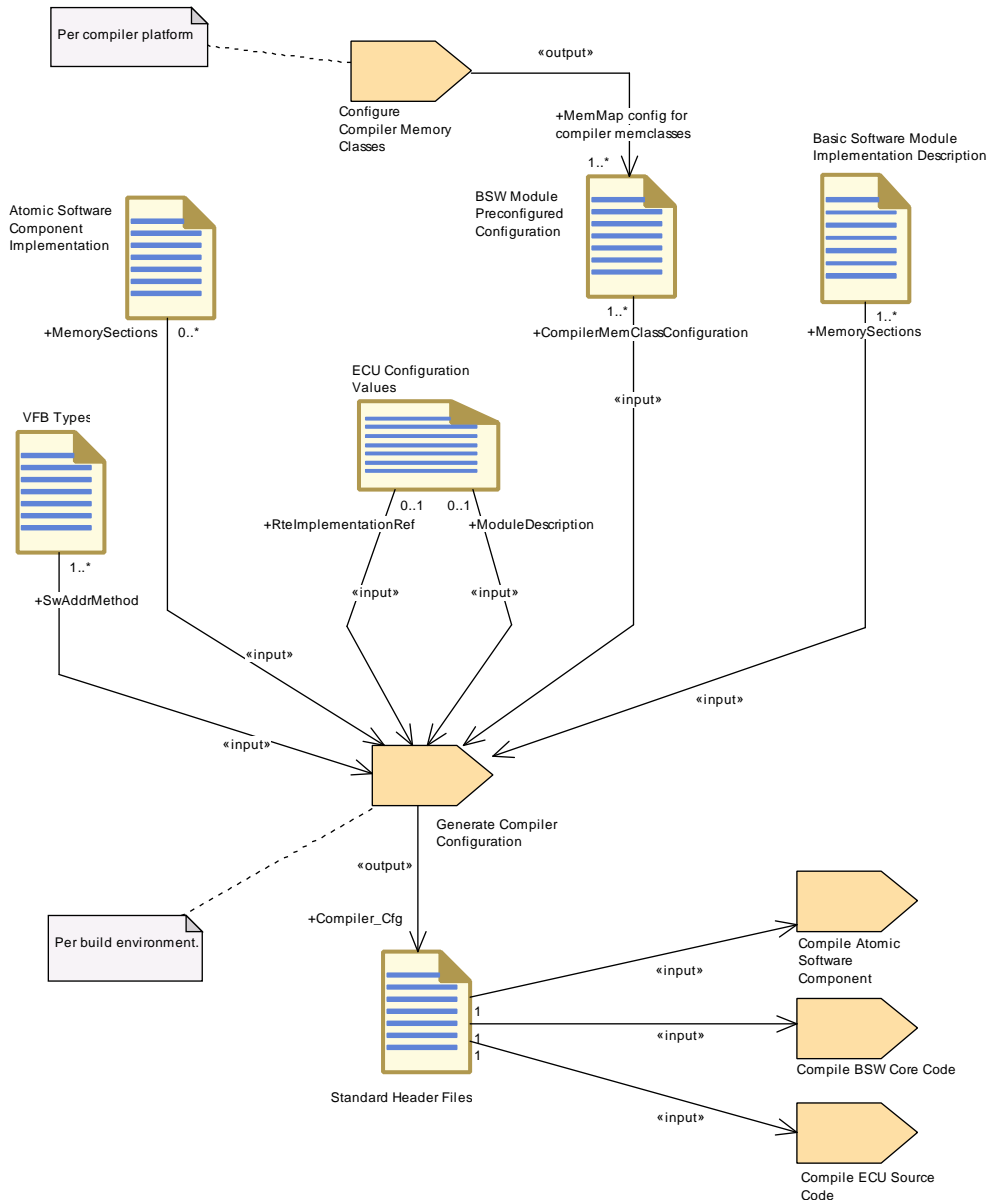 Per compiler platform
«output»
Configure
Compiler Memory
Classes
+MemMap config for
compiler memclasses
1..*
Basic Software Module
Implementation Description
BSW Module
Preconfigured
Configuration
Atomic Software
Component
Implementation
+MemorySections
0..*
1..*
+CompilerMemClassConfiguration
1..*
+MemorySections
ECU Configuration
Values
«input»
VFB Types
0..1
0..1
+RteImplementationRef
+ModuleDescription
1..*
+SwAddrMethod
«input»
«input»
«input»
«input»
«input»
Generate Compiler
Configuration
«output»
+Compiler_Cfg
Per build environment.
Compile Atomic
Software
Component
«input»
1
«input»
1
1
Compile BSW Core Code
Standard Header Files
«input»
Compile ECU Source
Code